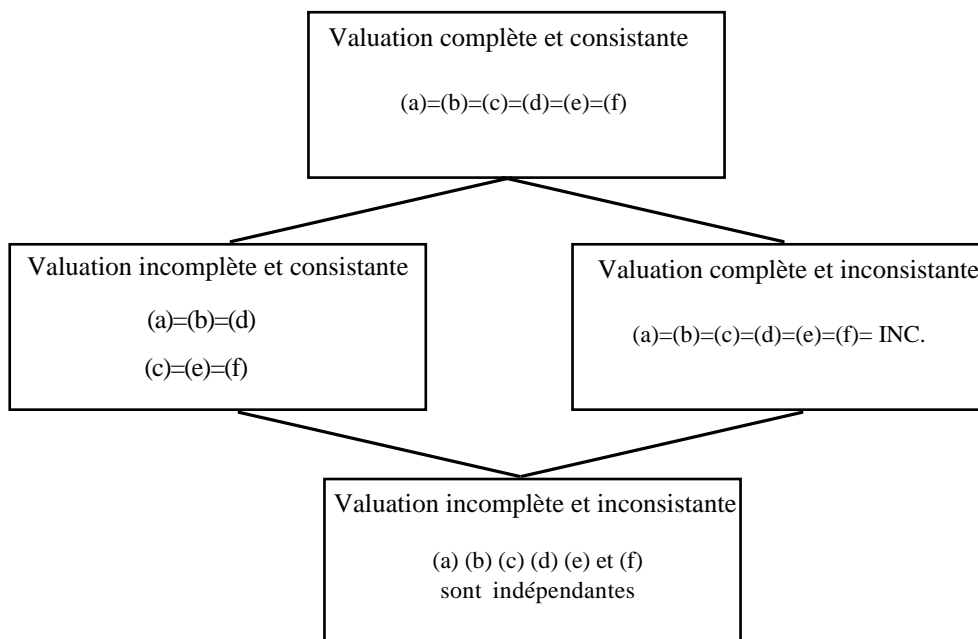 Valuation complète et consistante
(a)=(b)=(c)=(d)=(e)=(f)
Valuation incomplète et consistante
(a)=(b)=(d)
(c)=(e)=(f)
Valuation complète et inconsistante
(a)=(b)=(c)=(d)=(e)=(f)= INC.
Valuation incomplète et inconsistante
(a) (b) (c) (d) (e) et (f)
sont indépendantes